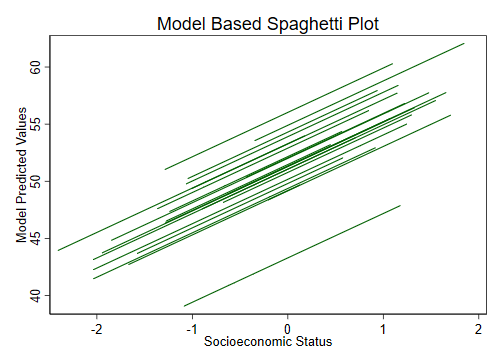 Model Based Spaghetti Plot
Model Predicted Values
60
55
50
45
40
-2 -1 0 1 2
Socioeconomic Status